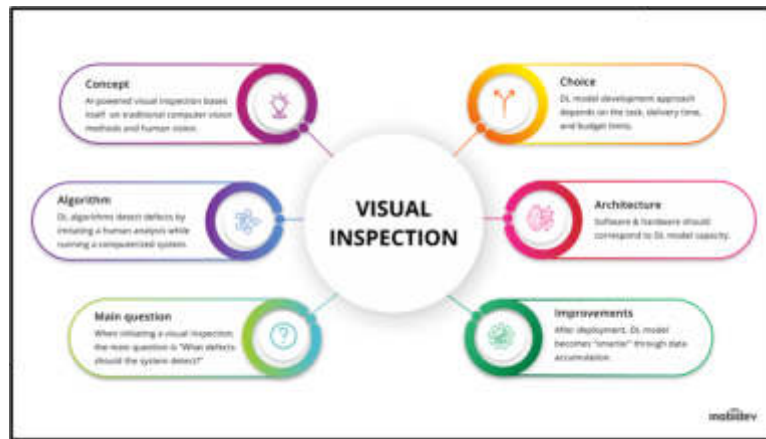 Concept
AI-powered visual inspection bases
itself on traditional computer vision
methods and human vision.
Algorithm
DL algorithms detect defects by
imitating a human analysis while
running a computerized system.
Main question
When initiating a visual inspection,
the main question is "What defects
should the system detect?"
VISUAL
INSPECTION
Choice
DL model development approach
depends on the task, delivery time,
and budget limits.
Architecture
Software & hardware should
correspond to DL model capacity.
Improvements
After deployment, DL model
becomes "smarter" through data
accumulation.
mobidev